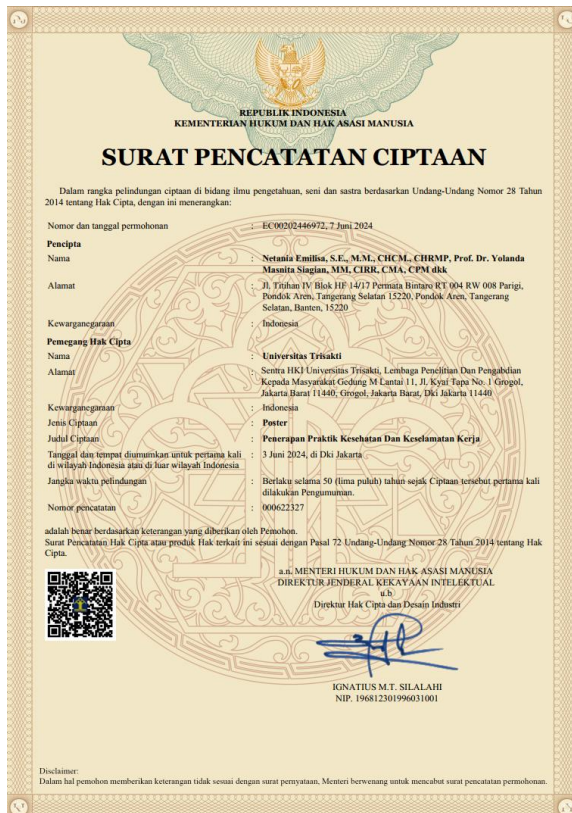 REPUBLIK INDONESIA
KEMENTERIAN HUKUM DAN HAK ASASI MANUSIA
SURAT PENCATATAN CIPTAAN
Dalam rangka pelindungan ciptaan di bidang ilmu pengetahuan, seni dan sastra berdasarkan Undang-Undang Nomor 28 Tahun
2014 tentang Hak Cipta, dengan ini menerangkan:
Nomor dan tanggal permohonan : EC00202446972, 7 Juni 2024
Pencipta
Nama : Netania Emilisa, S.E., M.M., CHCM., CHRMP, Prof. Dr. Yolanda
Masnita Siagian, MM, CIRR, CMA, CPM dkk
Alamat : Jl. Titihan IV Blok HF 14/17 Permata Bintaro RT 004 RW 008 Parigi,
Pondok Aren, Tangerang Selatan 15220, Pondok Aren, Tangerang
Selatan, Banten, 15220
Kewarganegaraan : Indonesia
Pemegang Hak Cipta
Nama : Universitas Trisakti
Alamat : Sentra HKI Universitas Trisakti, Lembaga Penelitian Dan Pengabdian
Kepada Masyarakat Gedung M Lantai 11, Jl. Kyai Tapa No. 1 Grogol,
Jakarta Barat 11440, Grogol, Jakarta Barat, Dki Jakarta 11440
Kewarganegaraan : Indonesia
Jenis Ciptaan : Poster
Judul Ciptaan : Penerapan Praktik Kesehatan Dan Keselamatan Kerja
Tanggal dan tempat diumumkan untuk pertama kali : 3 Juni 2024, di Dki Jakarta
di wilayah Indonesia atau di luar wilayah Indonesia
Jangka waktu pelindungan : Berlaku selama 50 (lima puluh) tahun sejak Ciptaan tersebut pertama kali
dilakukan Pengumuman.
Nomor pencatatan : 000622327
adalah benar berdasarkan keterangan yang diberikan oleh Pemohon.
Surat Pencatatan Hak Cipta atau produk Hak terkait ini sesuai dengan Pasal 72 Undang-Undang Nomor 28 Tahun 2014 tentang Hak
Cipta.
a.n. MENTERI HUKUM DAN HAK ASASI MANUSIA
DIREKTUR JENDERAL KEKAYAAN INTELEKTUAL
u.b
Direktur Hak Cipta dan Desain Industri
IGNATIUS M.T. SILALAHI
NIP. 196812301996031001
Disclaimer:
Dalam hal pemohon memberikan keterangan tidak sesuai dengan surat pernyataan, Menteri berwenang untuk mencabut surat pencatatan permohonan.